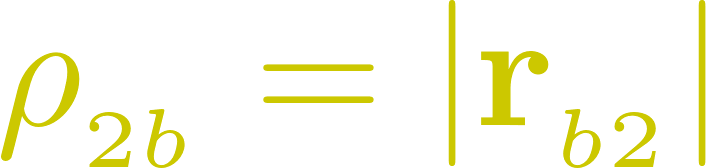 ρ_{2b} = |𝐫_{b2}|